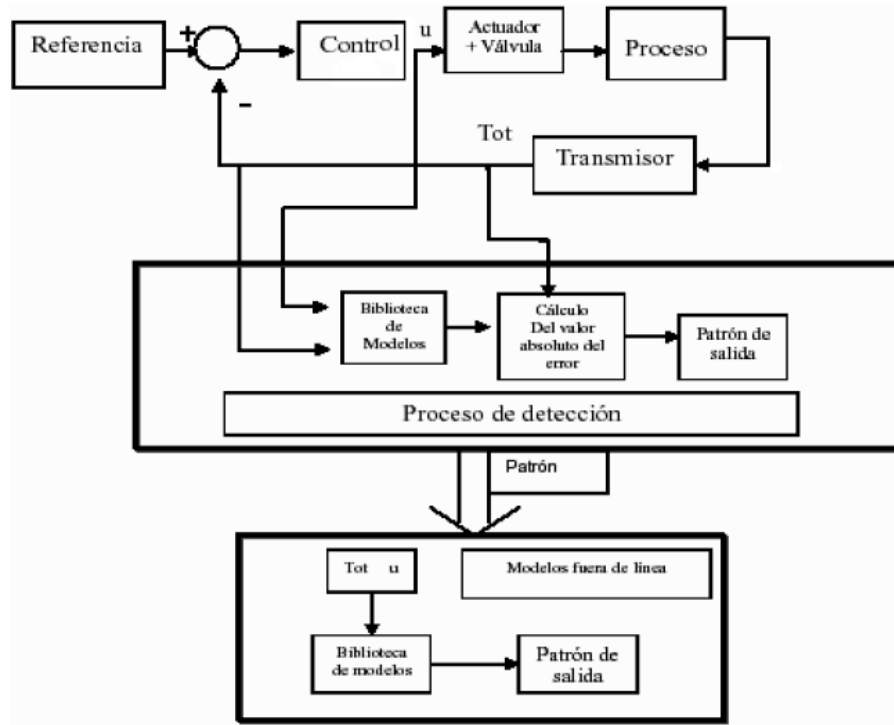 Referencia
+
-
Control
u
Actuador
+ Válvula
Proceso
Tot
Transmisor
Biblioteca
de
Modelos
Cálculo
Del valor
absoluto del
error
Patrón de
salida
Proceso de detección
Patrón
Tot u
Modelos fuera de línea
Biblioteca
de modelos
Patrón de
salida